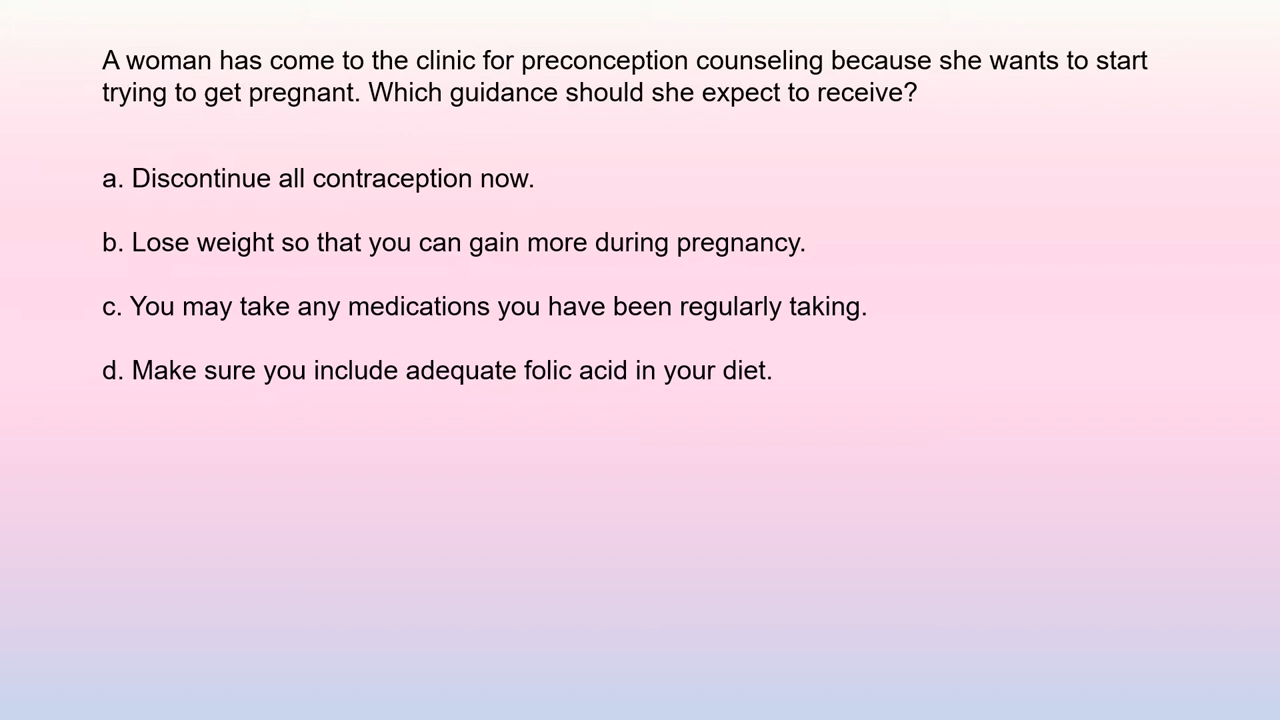 A woman has come to the clinic for preconception counseling because she wants to start
trying to get pregnant. Which guidance should she expect to receive?
a. Discontinue all contraception now.
b. Lose weight so that you can gain more during pregnancy.
c. You may take any medications you have been regularly taking.
d. Make sure you include adequate folic acid in your diet.